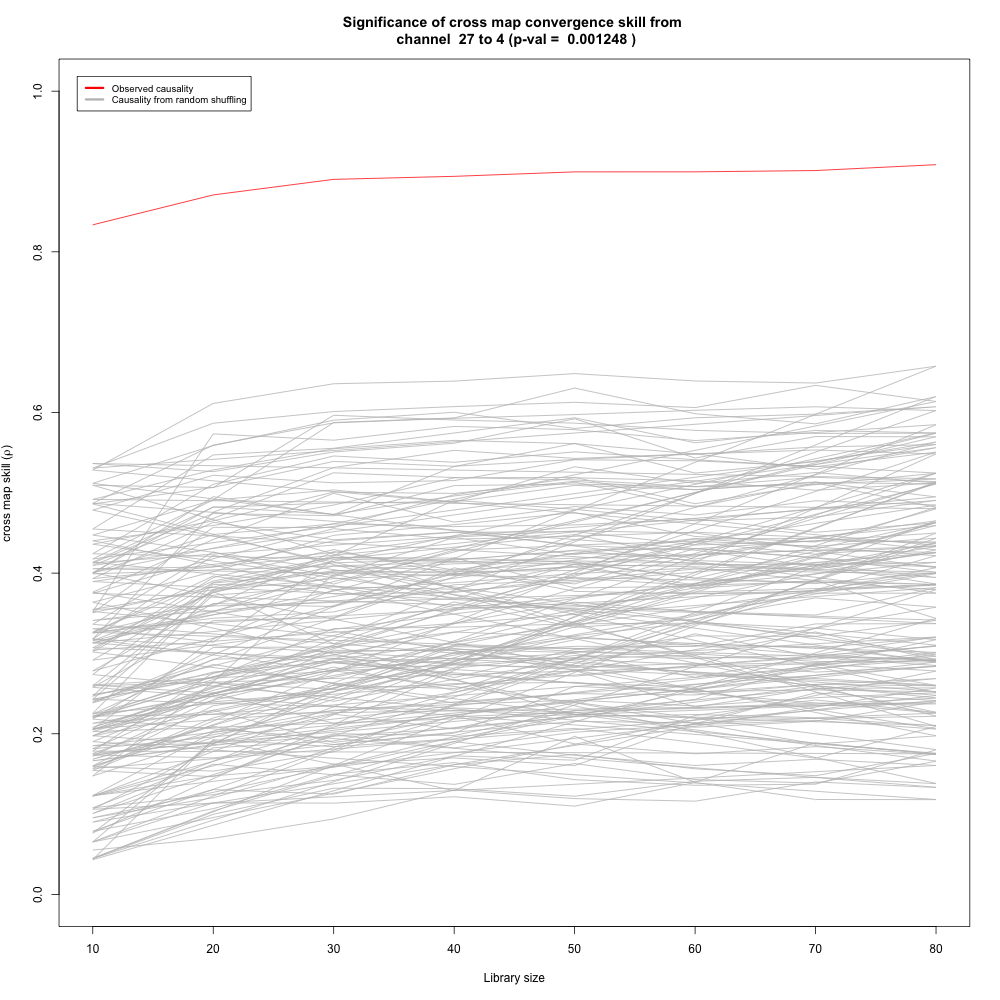 Significance of cross map convergence skill from
channel  27 to 4 (p-val =  0.001248 )
Observed causality
Causality from random shuffling
1.0
0.8
0.6
0.4
0.2
0.0
cross map skill (ρ)
10 20 30 40 50 60 70 80
Library size